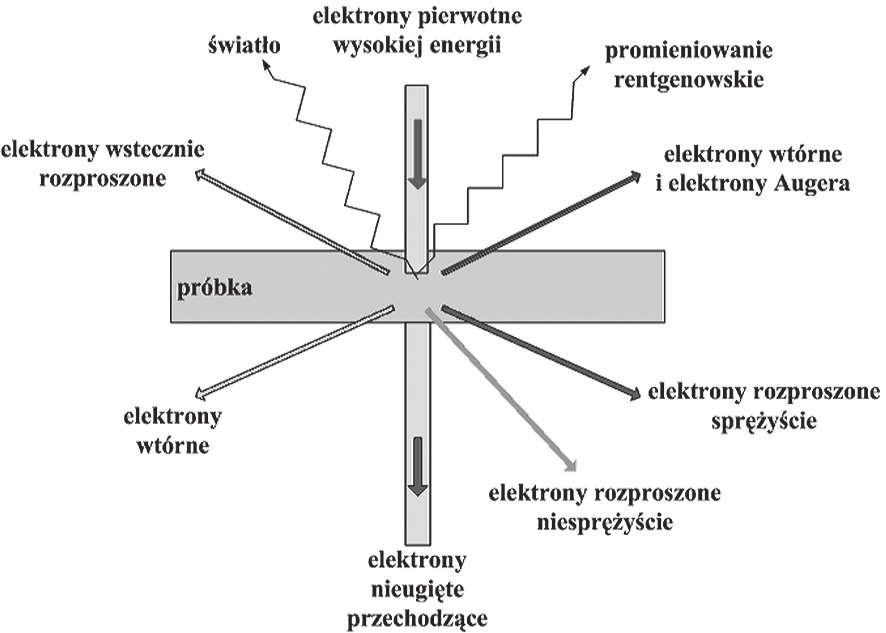 elektrony pierwotne
wysokiej energii
światło
promieniowanie
rentgenowskie
elektrony wstecznie
rozproszone
elektrony wtórne
i elektrony Augera
próbka
elektrony
wtórne
elektrony rozproszone
sprężyście
elektrony rozproszone
niesprężyście
elektrony
nieugięte
przechodzące